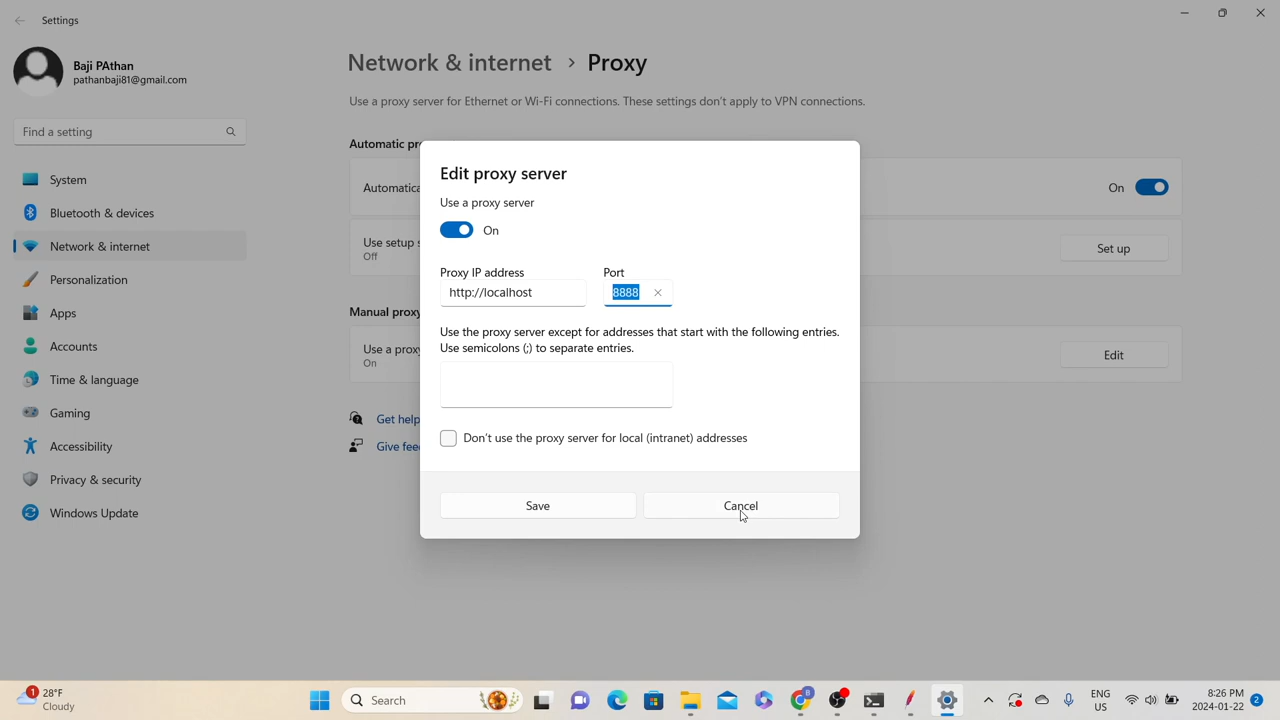 Settings
Baji PAthan
pathanbaji81@gmail.com
Find a setting
System
Bluetooth & devices
Network & internet
Personalization
Apps
Accounts
Time & language
Gaming
Accessibility
Privacy & security
Windows Update
Network & internet > Proxy
Use a proxy server for Ethernet or Wi-Fi connections. These settings don't apply to VPN connections.
Automatic pr
Automatica
On
Use setup s
Off
Set up
Manual proxy
Use a proxy
On
Edit
Get help
Give fee
Edit proxy server
Use a proxy server
On
Proxy IP address Port
http://localhost 8888
Use the proxy server except for addresses that start with the following entries.
Use semicolons (;) to separate entries.
Don't use the proxy server for local (intranet) addresses
Save Cancel
1
28°F
Cloudy
Search
8
ENG
US
8:26 PM
2024-01-22
2